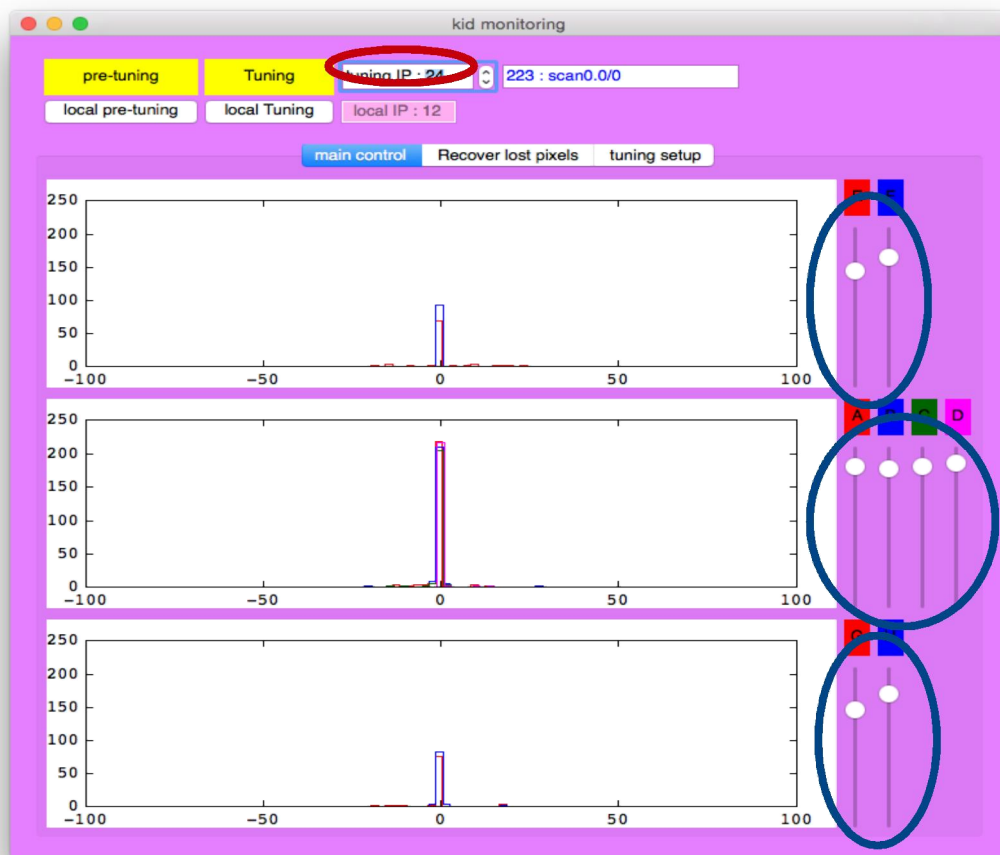 kid monitoring
pre-tuning Tuning tuning IP : 24 223 : scan0.0/0
local pre-tuning local Tuning local IP : 12
main control Recover lost pixels tuning setup
250
200
150
100
50
0
−100 −50 0 50 100
A D
250
200
150
100
50
0
−100 −50 0 50 100
250
200
150
100
50
0
−100 −50 0 50 100